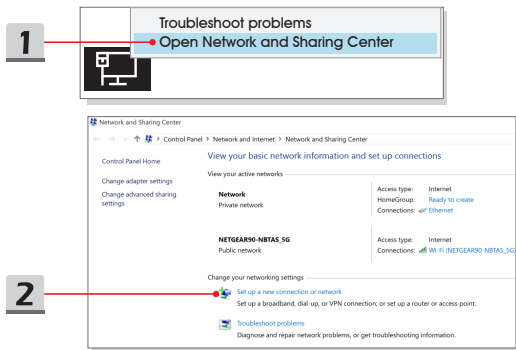 1
Troubleshoot problems
Open Network and Sharing Center
Network and Sharing Center
Control Panel > Network and Internet > Network and Sharing Center
Control Panel Home
Change adapter settings
Change advanced sharing
settings
View your basic network information and set up connections
View your active networks
Network
Private network
Access type: Internet
HomeGroup: Ready to create
Connections: Ethernet
NETGEAR90-NBTAS_5G
Public network
Access type: Internet
Connections: Wi-Fi (NETGEAR90-NBTAS_5G)
Change your networking settings
2
Set up a new connection or network
Set up a broadband, dial-up, or VPN connection; or set up a router or access point.
Troubleshoot problems
Diagnose and repair network problems, or get troubleshooting information.